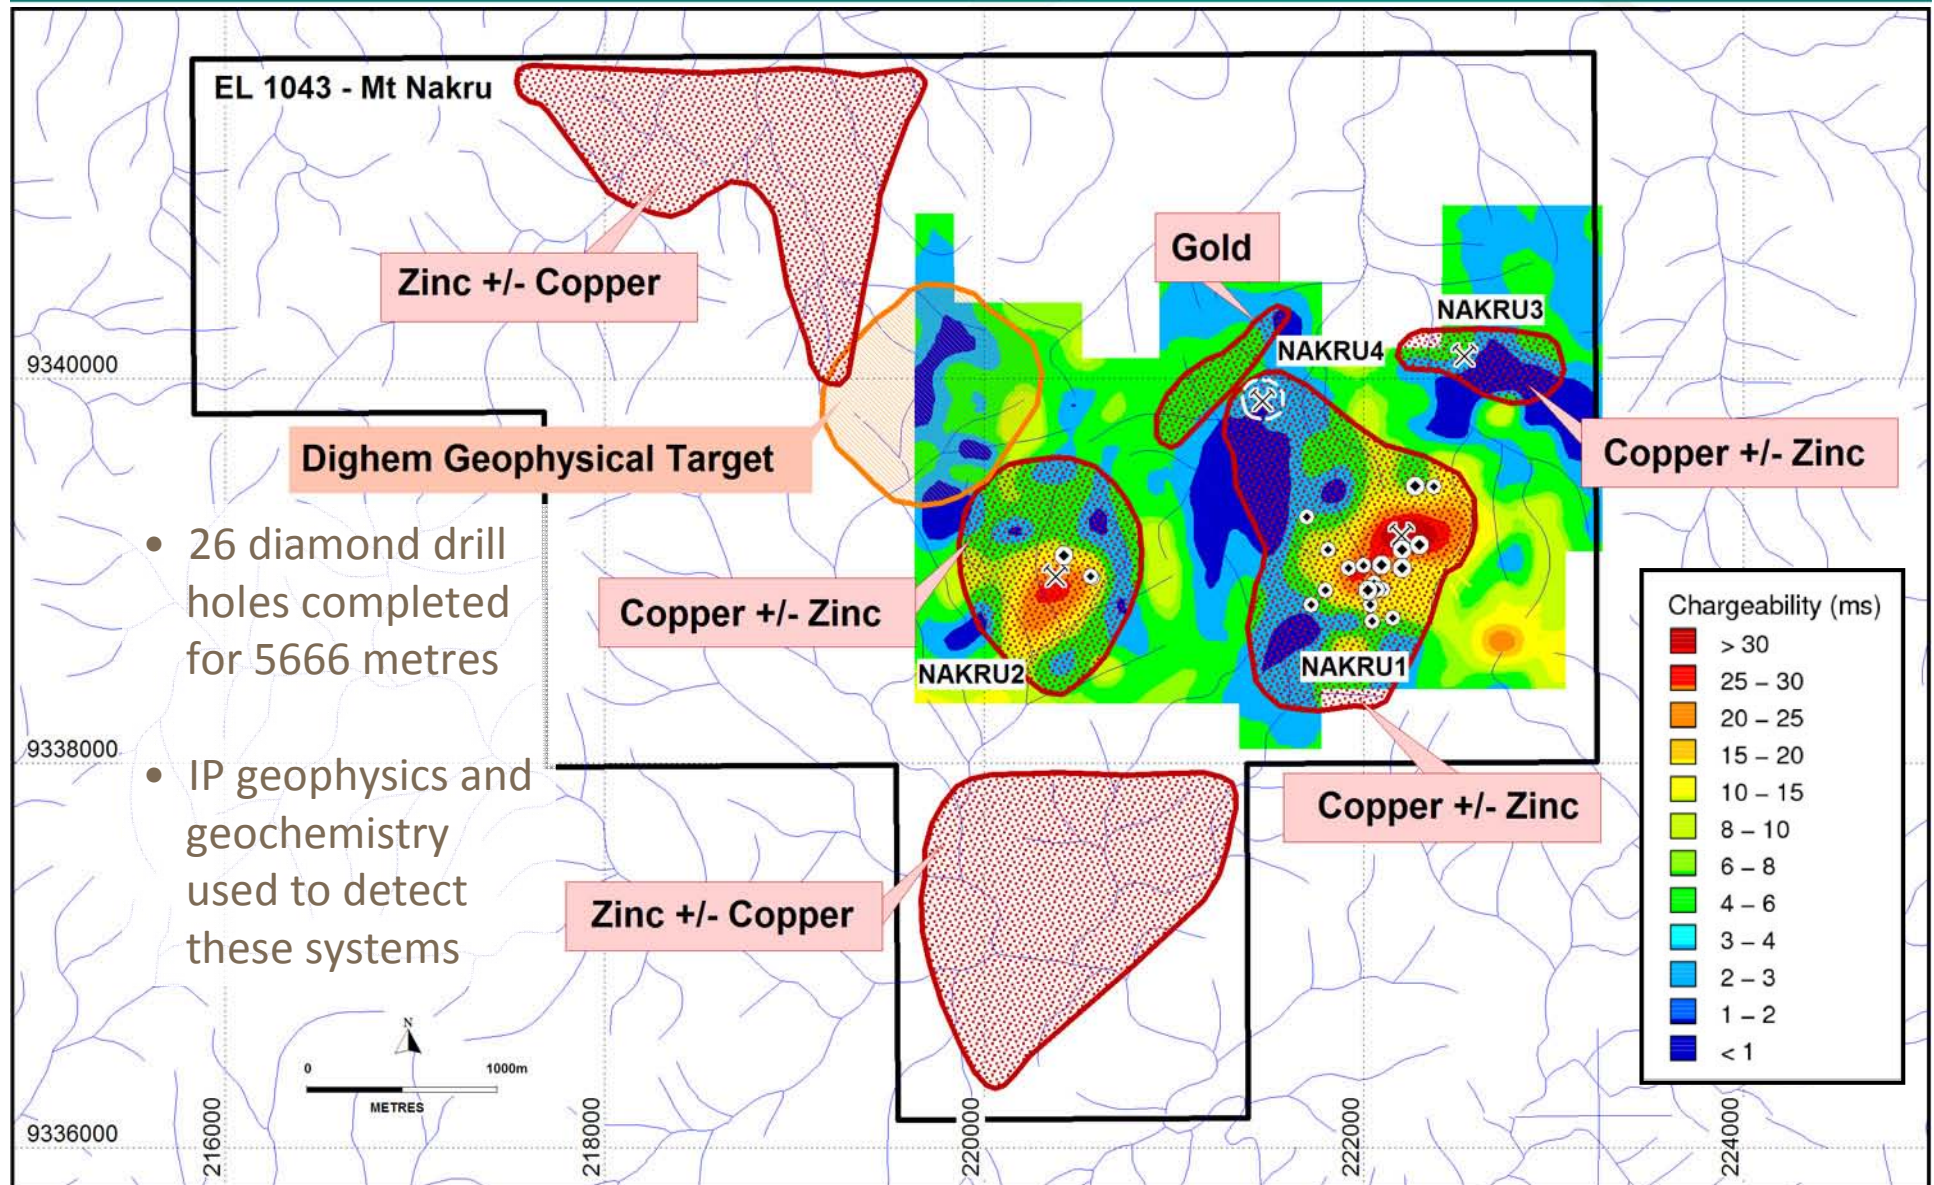 EL 1043 - Mt Nakru
Zinc +/- Copper
Gold
NAKRU3
NAKRU4
9340000
Dighem Geophysical Target
Copper +/- Zinc
• 26 diamond drill
holes completed
for 5666 metres
Copper +/- Zinc
NAKRU2
NAKRU1
9338000
• IP geophysics and
geochemistry
used to detect
these systems
Copper +/- Zinc
Zinc +/- Copper
Chargeability (ms)
> 30
25 – 30
20 – 25
15 – 20
10 – 15
8 – 10
6 – 8
4 – 6
3 – 4
2 – 3
1 – 2
< 1
N
0 1000m
METRES
9336000
216000
218000
220000
222000
224000